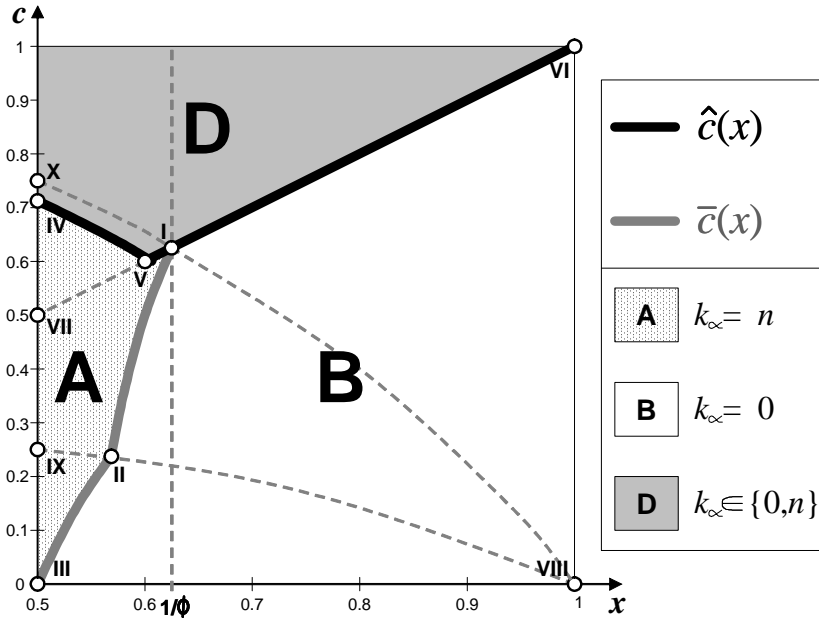 c
1
VI
0.9
ĉ(x)
D
0.8
X
c̅(x)
0.7
IV
I
0.6
V
A k∝= n
0.5
VII
A
B
0.4
B k∝= 0
0.3
IX
II
0.2
D k∝∈{0,n}
0.1
III
VIII
0
0.5 0.6 1/ϕ 0.7 0.8 0.9 1 x